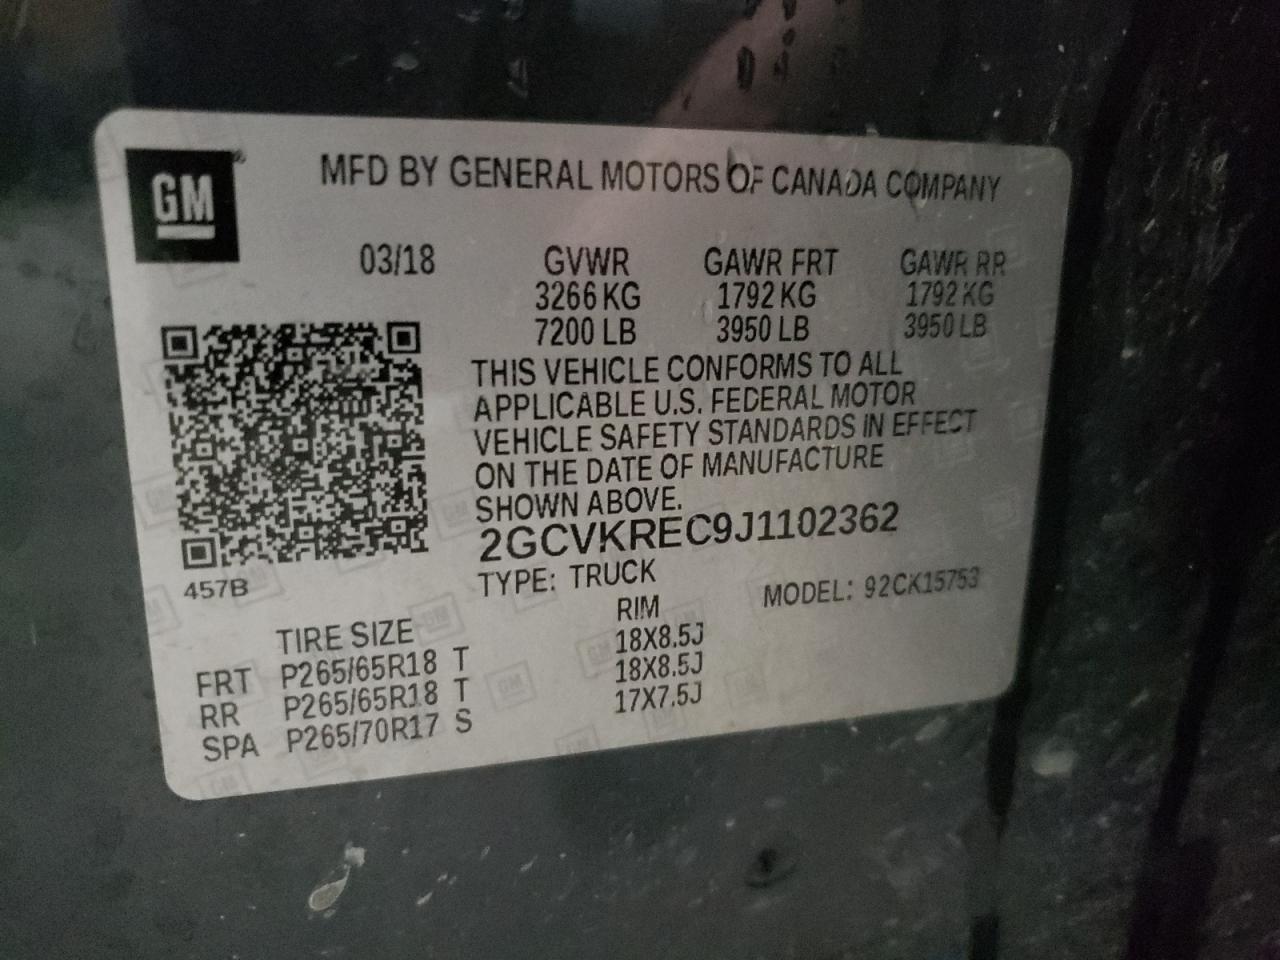 GM
MFD BY GENERAL MOTORS OF CANADA COMPANY
03/18 GVWR GAWR FRT GAWR RR
3266 KG 1792 KG 1792 KG
7200 LB 3950 LB 3950 LB
THIS VEHICLE CONFORMS TO ALL
APPLICABLE U.S. FEDERAL MOTOR
VEHICLE SAFETY STANDARDS IN EFFECT
ON THE DATE OF MANUFACTURE
SHOWN ABOVE.
2GCVKREC9J1102362
457B
TYPE: TRUCK MODEL: 92CK15753
TIRE SIZE RIM
FRT P265/65R18 T 18X8.5J
RR P265/65R18 T 18X8.5J
SPA P265/70R17 S 17X7.5J